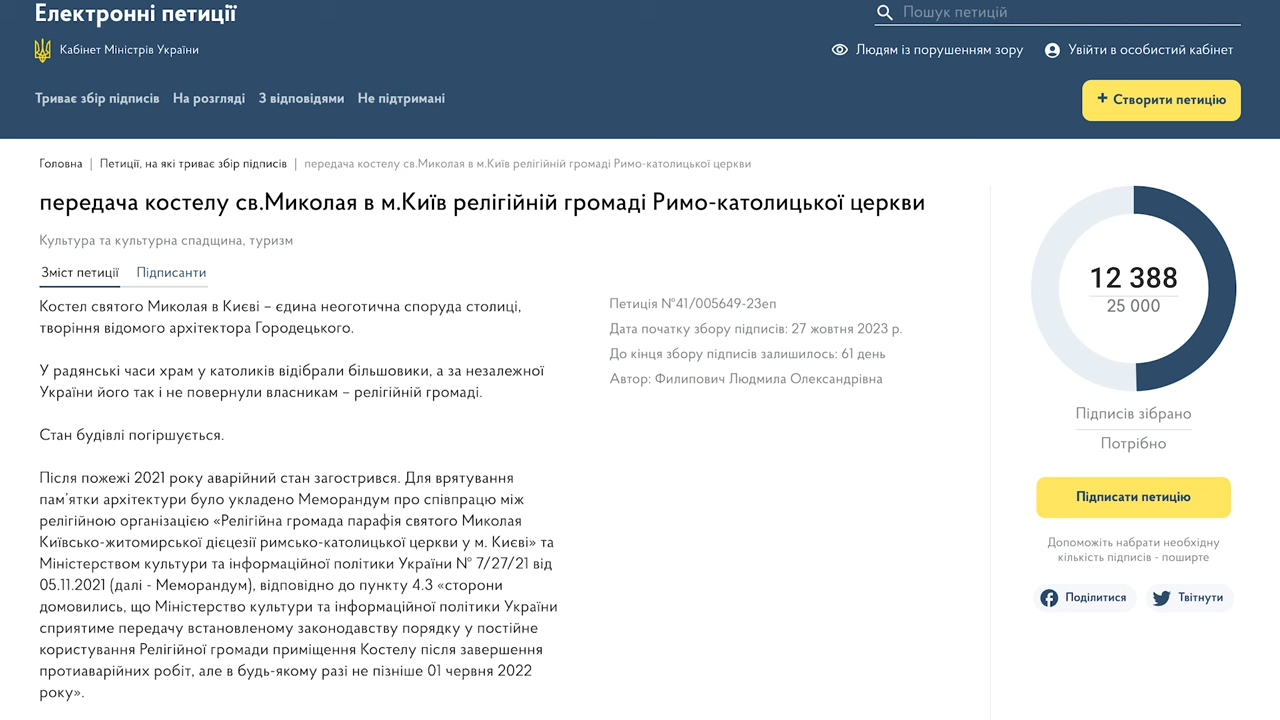 Електронні петиції
Пошук петицій
Кабінет Міністрів України
Людям із порушенням зору
Увійти в особистий кабінет
Триває збір підписів
На розгляді
З відповідями
Не підтримані
+ Створити петицію
Головна | Петиції, на які триває збір підписів | передача костелу св.Миколая в м.Київ релігійній громаді Римо-католицької церкви
передача костелу св.Миколая в м.Київ релігійній громаді Римо-католицької церкви
Культура та культурна спадщина, туризм
Зміст петиції
Підписанти
Костел святого Миколая в Києві – єдина неоготична споруда столиці,
творіння відомого архітектора Городецького.
У радянські часи храм у католиків відібрали більшовики, а за незалежної
України його так і не повернули власникам – релігійній громаді.
Стан будівлі погіршується.
Після пожежі 2021 року аварійний стан загострився. Для врятування
пам'ятки архітектури було укладено Меморандум про співпрацю між
релігійною організацією «Релігійна громада парафія святого Миколая
Київсько-житомирської дієцезії римсько-католицької церкви у м. Києві» та
Міністерством культури та інформаційної політики України № 7/27/21 від
05.11.2021 (далі - Меморандум), відповідно до пункту 4.3 «сторони
домовились, що Міністерство культури та інформаційної політики України
сприятиме передачу встановленому законодавству порядку у постійне
користування Релігійної громади приміщення Костелу після завершення
протиаварійних робіт, але в будь-якому разі не пізніше 01 червня 2022
року».
Петиція №41/005649-23еп
Дата початку збору підписів: 27 жовтня 2023 р.
До кінця збору підписів залишилось: 61 день
Автор: Филипович Людмила Олександрівна
12 388
25 000
Підписів зібрано
Потрібно
Підписати петицію
Допоможіть набрати необхідну
кількість підписів - поширте
Поділитися
Твітнути